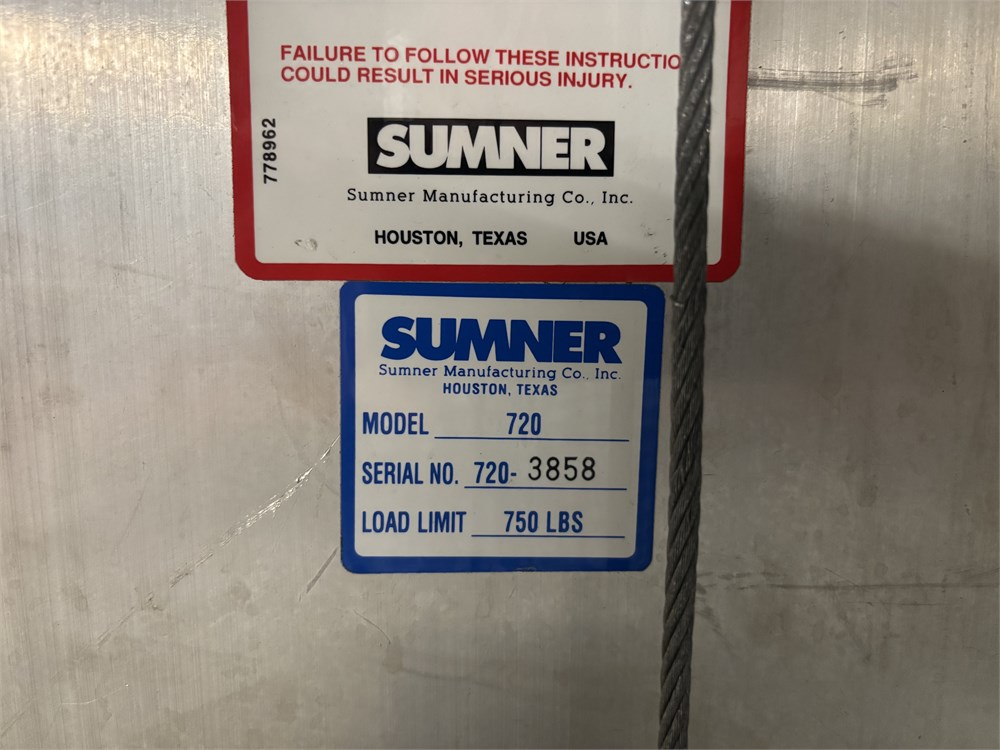 FAILURE TO FOLLOW THESE INSTRUCTIO
COULD RESULT IN SERIOUS INJURY.
778962
SUMNER
Sumner Manufacturing Co., Inc.
HOUSTON, TEXAS USA
SUMNER
Sumner Manufacturing Co., Inc.
HOUSTON, TEXAS
MODEL 720
SERIAL NO. 720- 3858
LOAD LIMIT 750 LBS